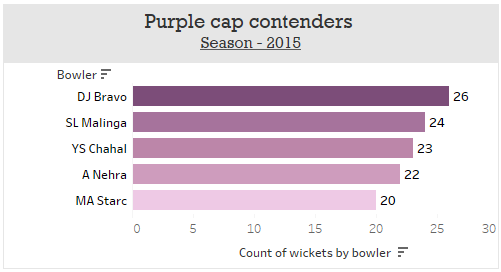 Purple cap contenders
Season - 2015
Bowler
DJ Bravo 26
SL Malinga 24
YS Chahal 23
A Nehra 22
MA Starc 20
0 5 10 15 20 25 30
Count of wickets by bowler